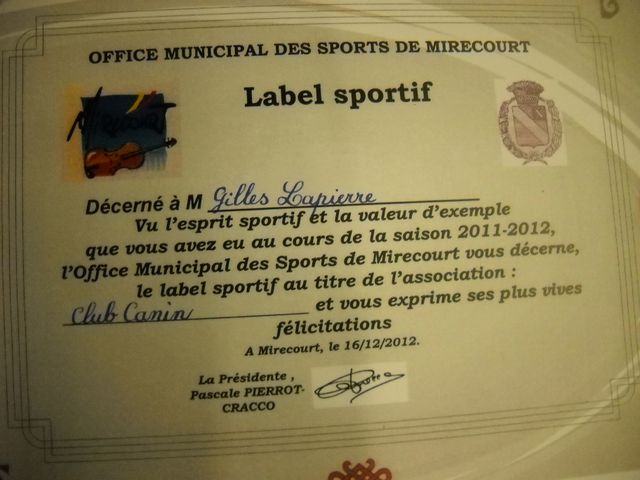 OFFICE MUNICIPAL DES SPORTS DE MIRECOURT
Label sportif
Mirecourt
Décerné à M Gilles Lapierre
Vu l'esprit sportif et la valeur d'exemple
que vous avez eu au cours de la saison 2011-2012,
l'Office Municipal des Sports de Mirecourt vous décerne,
le label sportif au titre de l'association :
Club Canin et vous exprime ses plus vives
félicitations
A Mirecourt, le 16/12/2012.
La Présidente ,
Pascale PIERROT-
CRACCO